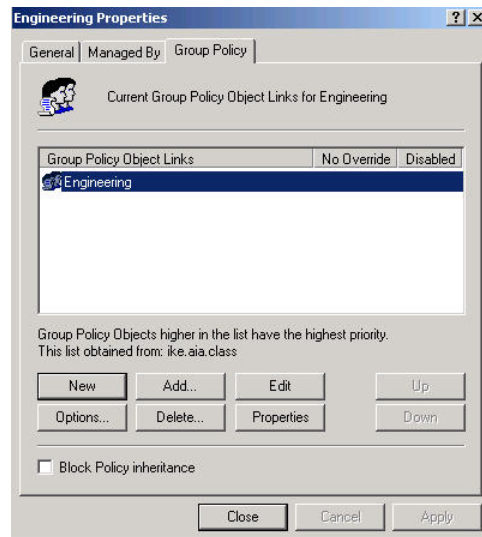 Engineering Properties
General Managed By Group Policy
Current Group Policy Object Links for Engineering
Group Policy Object Links No Override Disabled
Engineering
Group Policy Objects higher in the list have the highest priority.
This list obtained from: ike.aia.class
New Add... Edit Up
Options... Delete... Properties Down
Block Policy inheritance
Close Cancel Apply